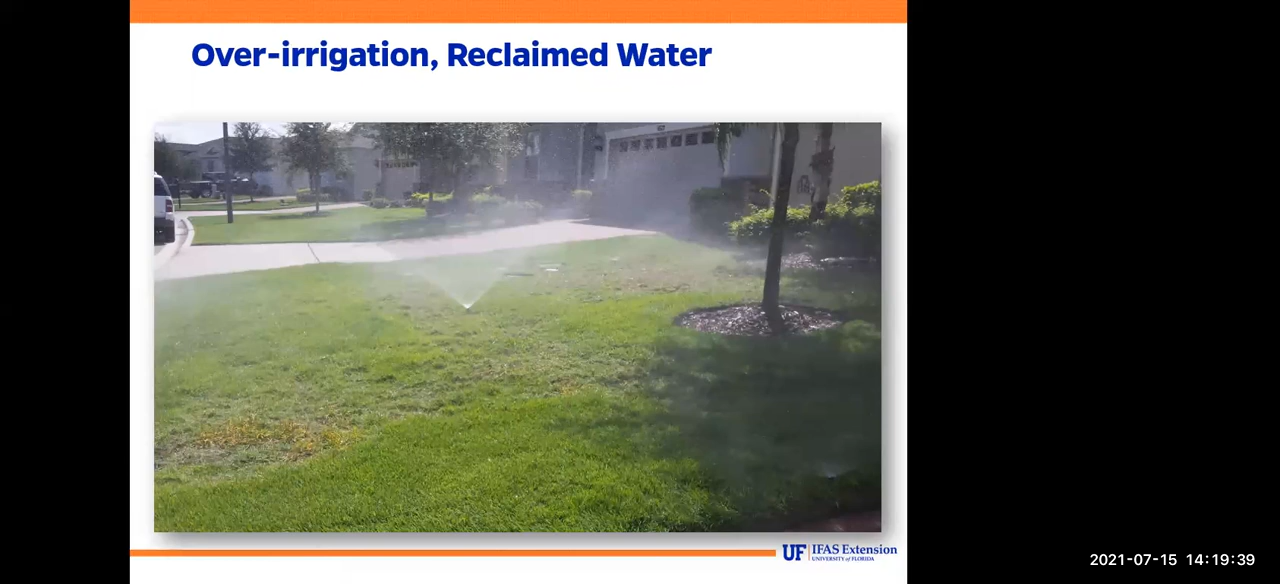 Over-irrigation, Reclaimed Water
UF IFAS Extension
UNIVERSITY of FLORIDA
2021-07-15 14:19:39